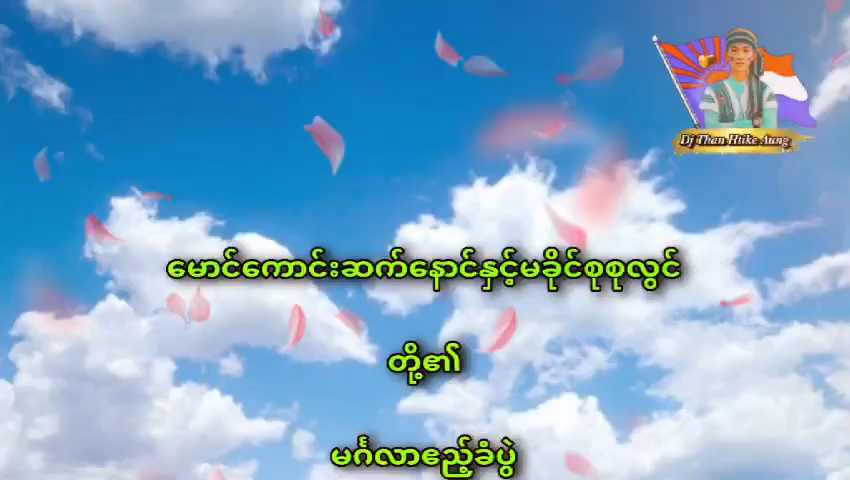 Dj Than Htike Aung
မောင်ကောင်းဆက်နောင်နှင့်မခိုင်စုစုလွင်
တို့၏
မင်္ဂလာဧည့်ခံပွဲ